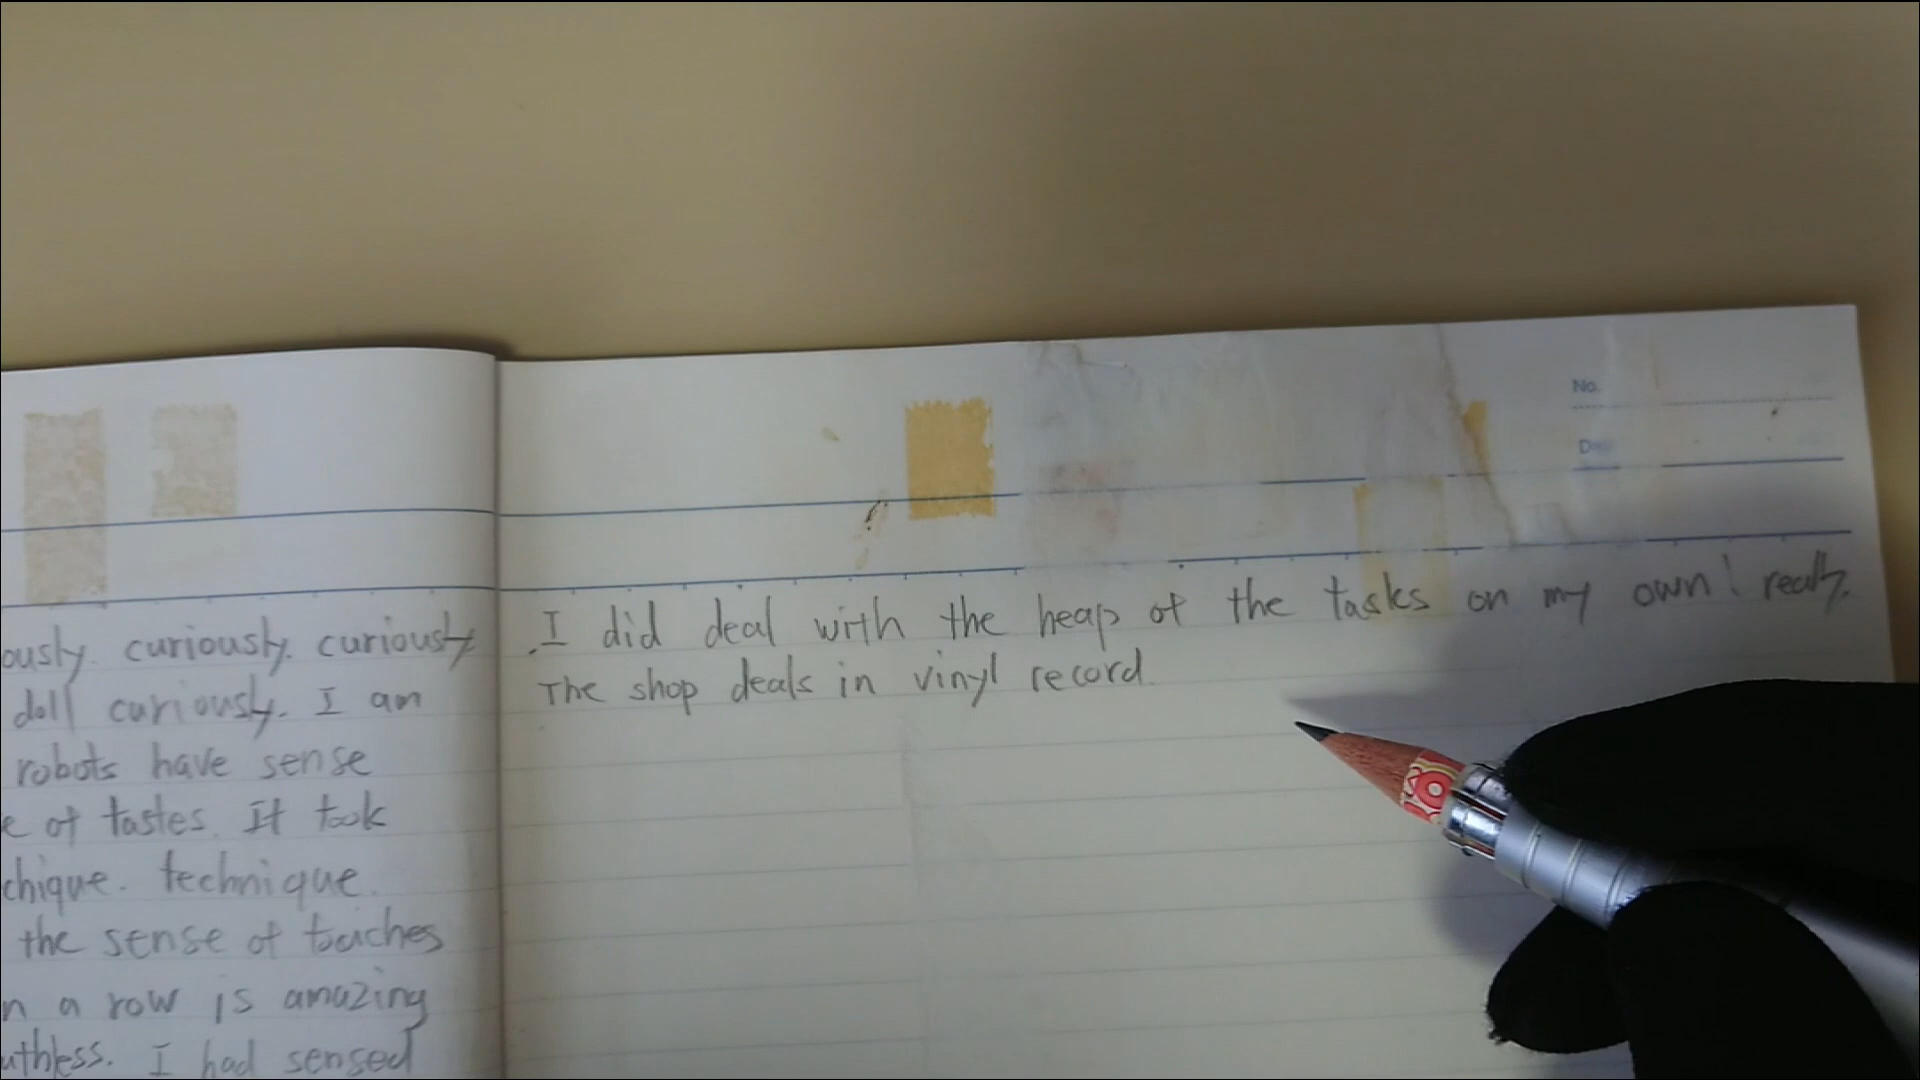 ously. curiously. curiously
doll curiously. I am
robots have sense
e of tastes. It took
chique. technique.
the sense of touches
n a row is amazing
uthless. I had sensed
No.
.I did deal with the heap of the tasks on my own! really.
The shop deals in vinyl record